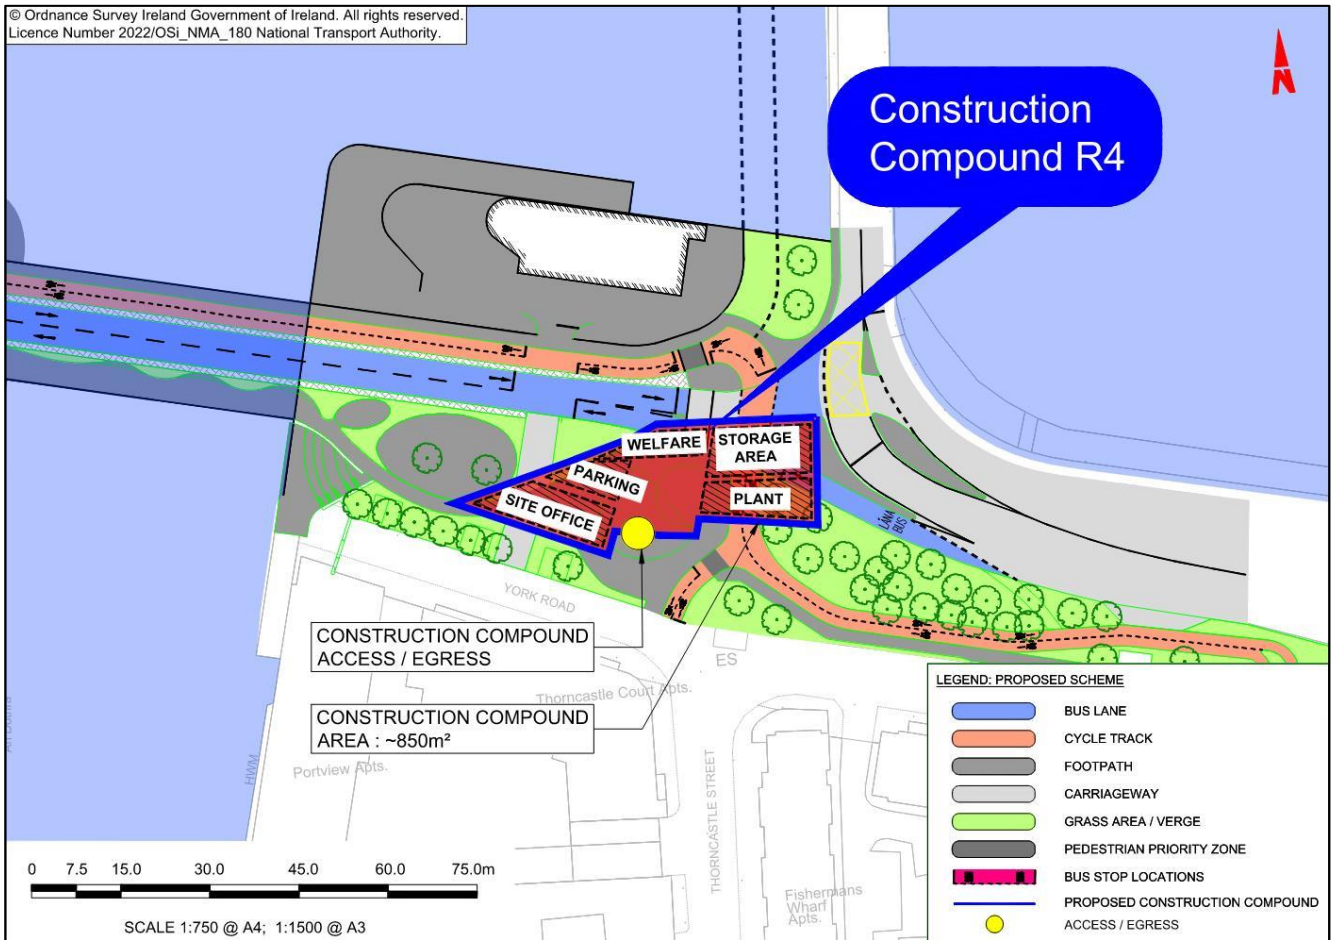 © Ordnance Survey Ireland Government of Ireland. All rights reserved.
Licence Number 2022/OSi_NMA_180 National Transport Authority.
N
Construction
Compound R4
WELFARE
STORAGE
AREA
PARKING
PLANT
SITE OFFICE
LÁNA
BUS
YORK ROAD
CONSTRUCTION COMPOUND
ACCESS / EGRESS
ES
Thorncastle Court Apts.
CONSTRUCTION COMPOUND
AREA : ~850m²
HWM
Portview Apts.
THORNCASTLE STREET
Fishermans
Wharf
Apts.
LEGEND: PROPOSED SCHEME
BUS LANE
CYCLE TRACK
FOOTPATH
CARRIAGEWAY
GRASS AREA / VERGE
PEDESTRIAN PRIORITY ZONE
BUS STOP LOCATIONS
PROPOSED CONSTRUCTION COMPOUND
ACCESS / EGRESS
0 7.5 15.0 30.0 45.0 60.0 75.0m
SCALE 1:750 @ A4; 1:1500 @ A3